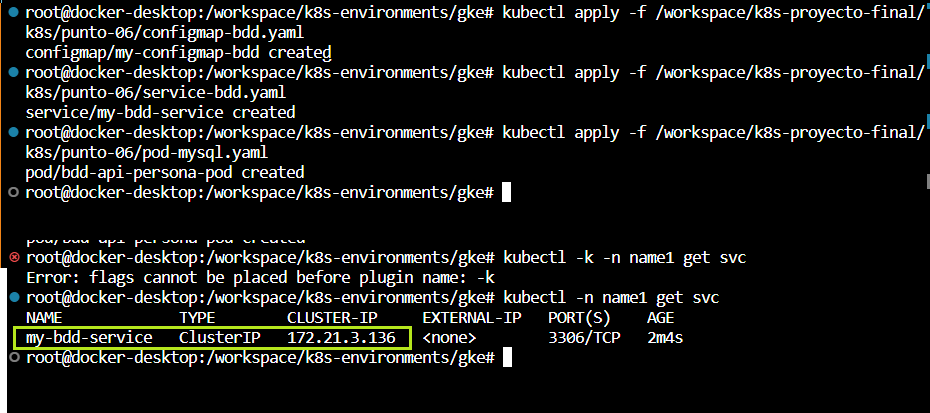 root@docker-desktop:/workspace/k8s-environments/gke# kubectl apply -f /workspace/k8s-proyecto-final/
k8s/punto-06/configmap-bdd.yaml
configmap/my-configmap-bdd created
root@docker-desktop:/workspace/k8s-environments/gke# kubectl apply -f /workspace/k8s-proyecto-final/
k8s/punto-06/service-bdd.yaml
service/my-bdd-service created
root@docker-desktop:/workspace/k8s-environments/gke# kubectl apply -f /workspace/k8s-proyecto-final/
k8s/punto-06/pod-mysql.yaml
pod/bdd-api-persona-pod created
root@docker-desktop:/workspace/k8s-environments/gke#
pod/bdd-api-persona-pod created
root@docker-desktop:/workspace/k8s-environments/gke# kubectl -k -n name1 get svc
Error: flags cannot be placed before plugin name: -k
root@docker-desktop:/workspace/k8s-environments/gke# kubectl -n name1 get svc
NAME TYPE CLUSTER-IP EXTERNAL-IP PORT(S) AGE
my-bdd-service ClusterIP 172.21.3.136 <none> 3306/TCP 2m4s
root@docker-desktop:/workspace/k8s-environments/gke#